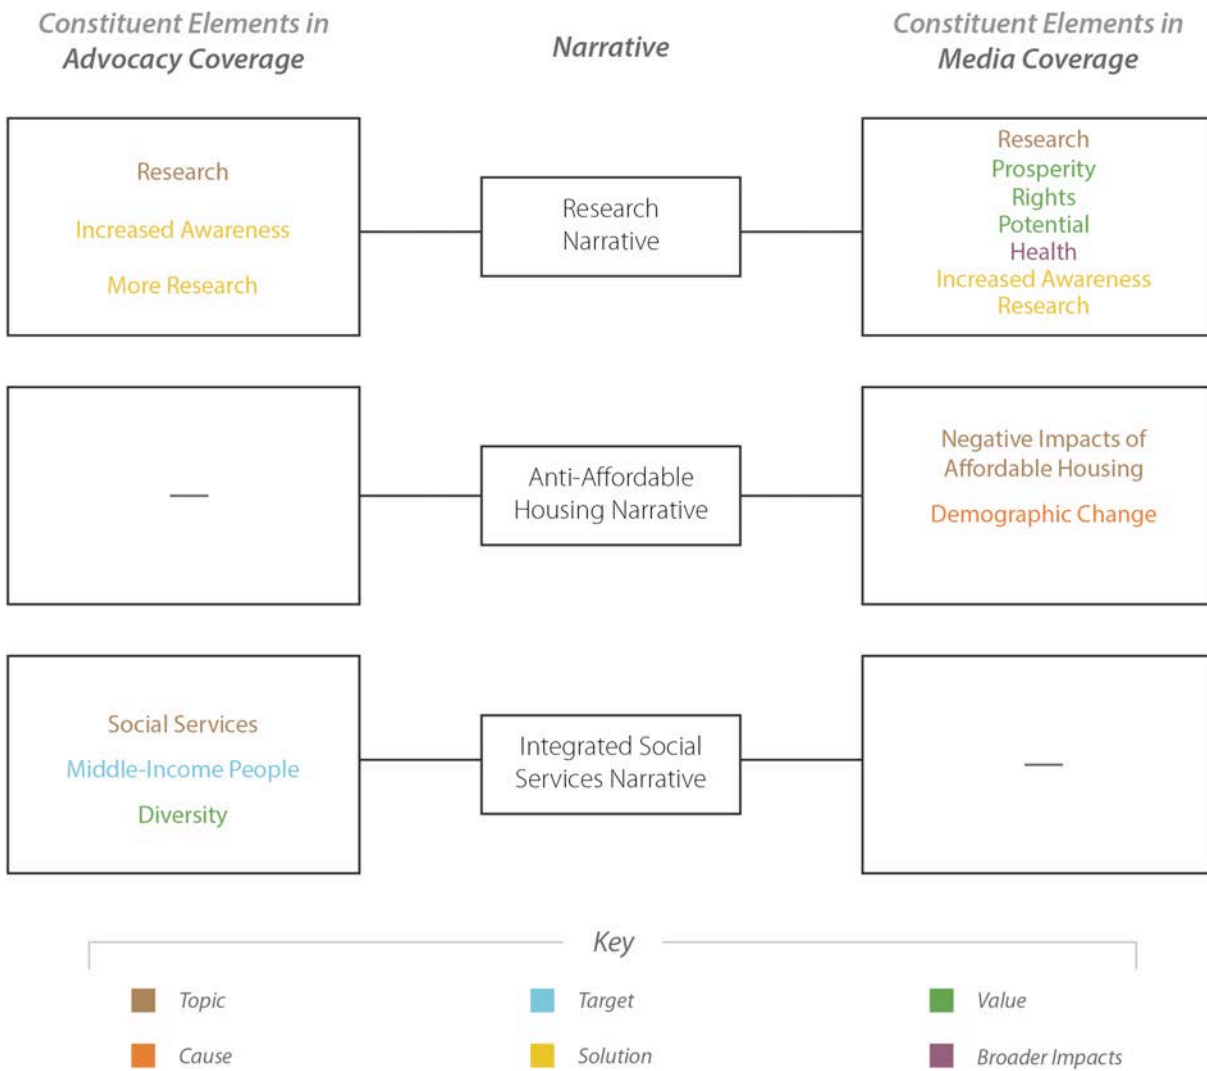 Constituent Elements in
Advocacy Coverage
Narrative
Constituent Elements in
Media Coverage
Research
Increased Awareness
More Research
Research
Narrative
Research
Prosperity
Rights
Potential
Health
Increased Awareness
Research
—
Anti-Affordable
Housing Narrative
Negative Impacts of
Affordable Housing
Demographic Change
Social Services
Middle-Income People
Diversity
Integrated Social
Services Narrative
—
Key
Topic
Target
Value
Cause
Solution
Broader Impacts